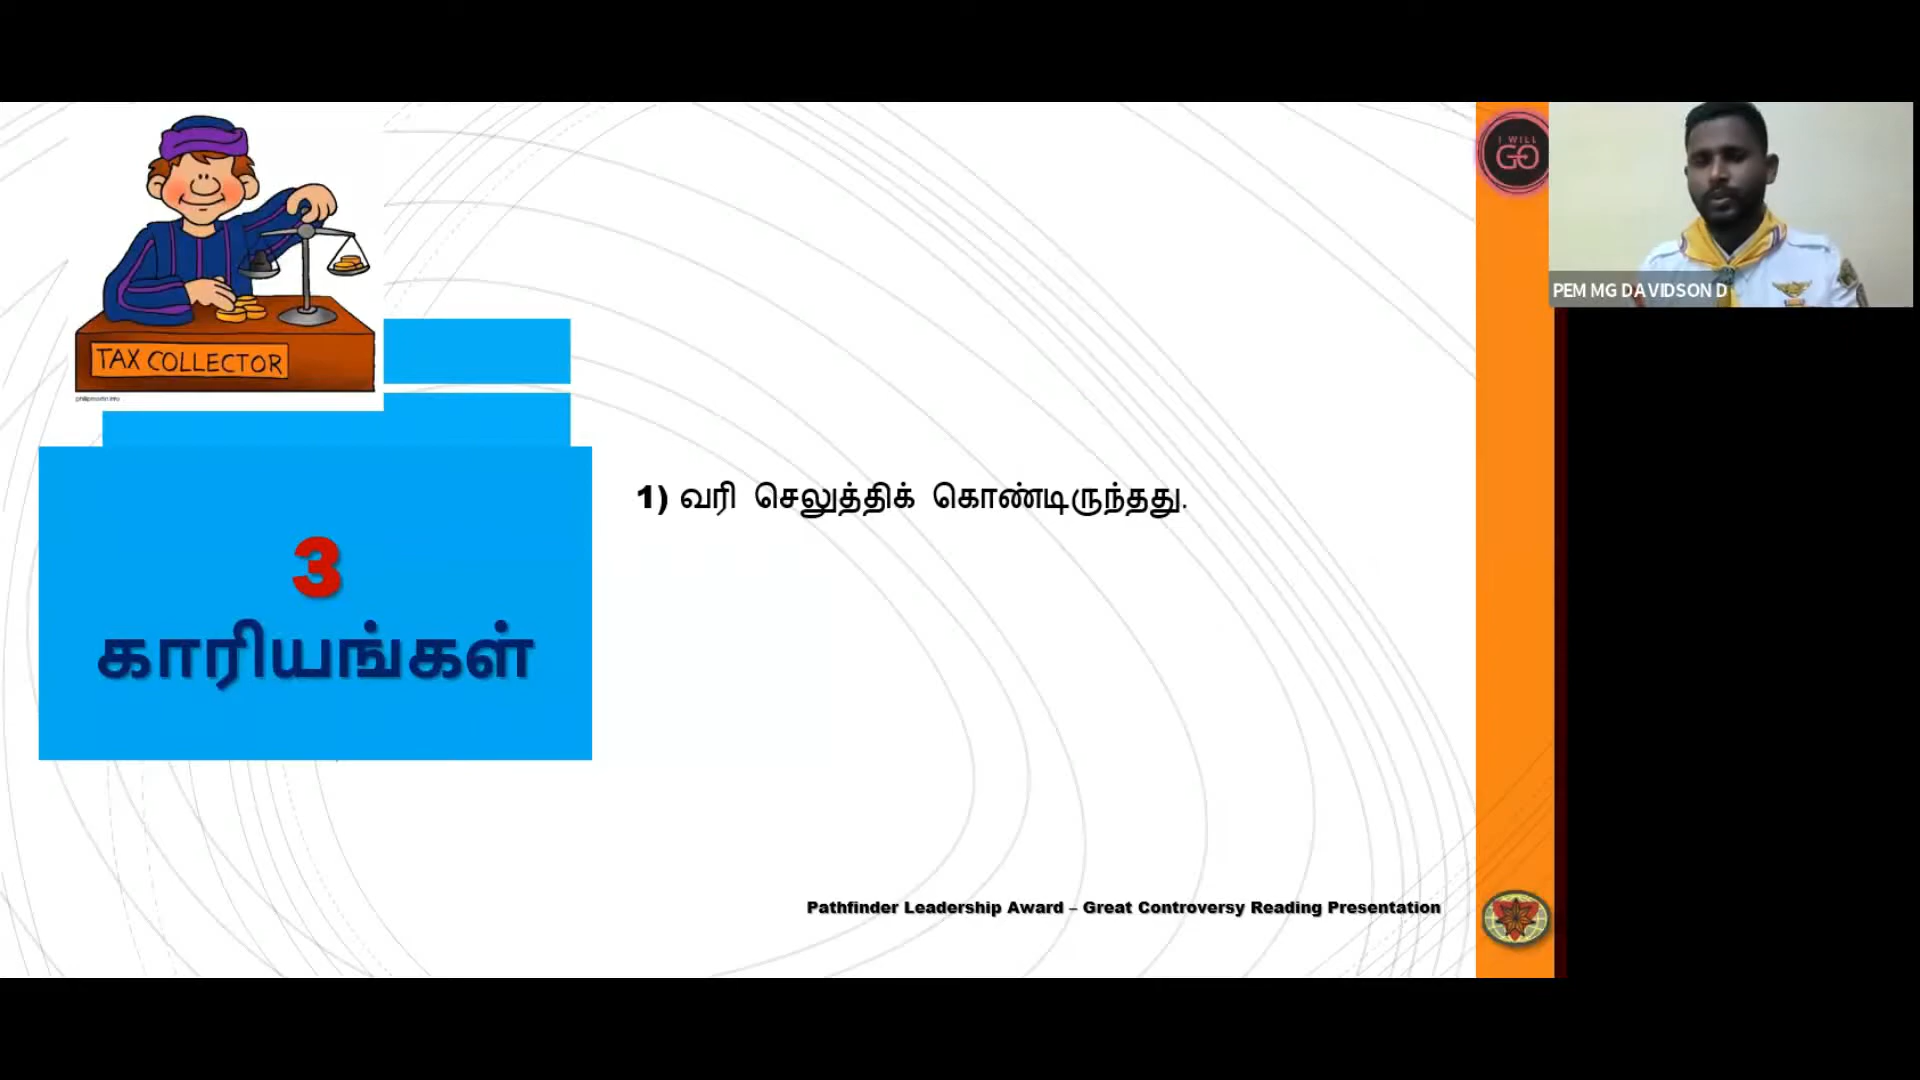 I WILL
GO
PEM MG DAVIDSON D
TAX COLLECTOR
1) வரி செலுத்திக் கொண்டிருந்தது.
3
காரியங்கள்
Pathfinder Leadership Award – Great Controversy Reading Presentation